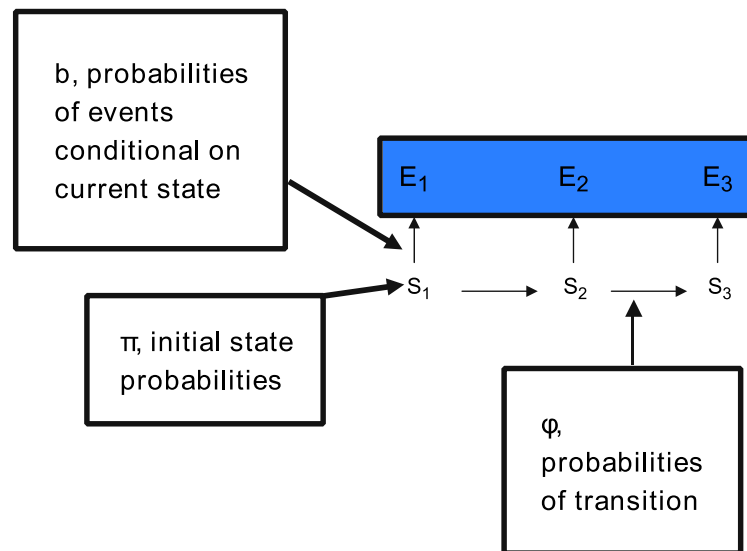 b, probabilities
of events
conditional on
current state
E1 E2 E3
S1 S2 S3
π, initial state
probabilities
φ,
probabilities
of transition